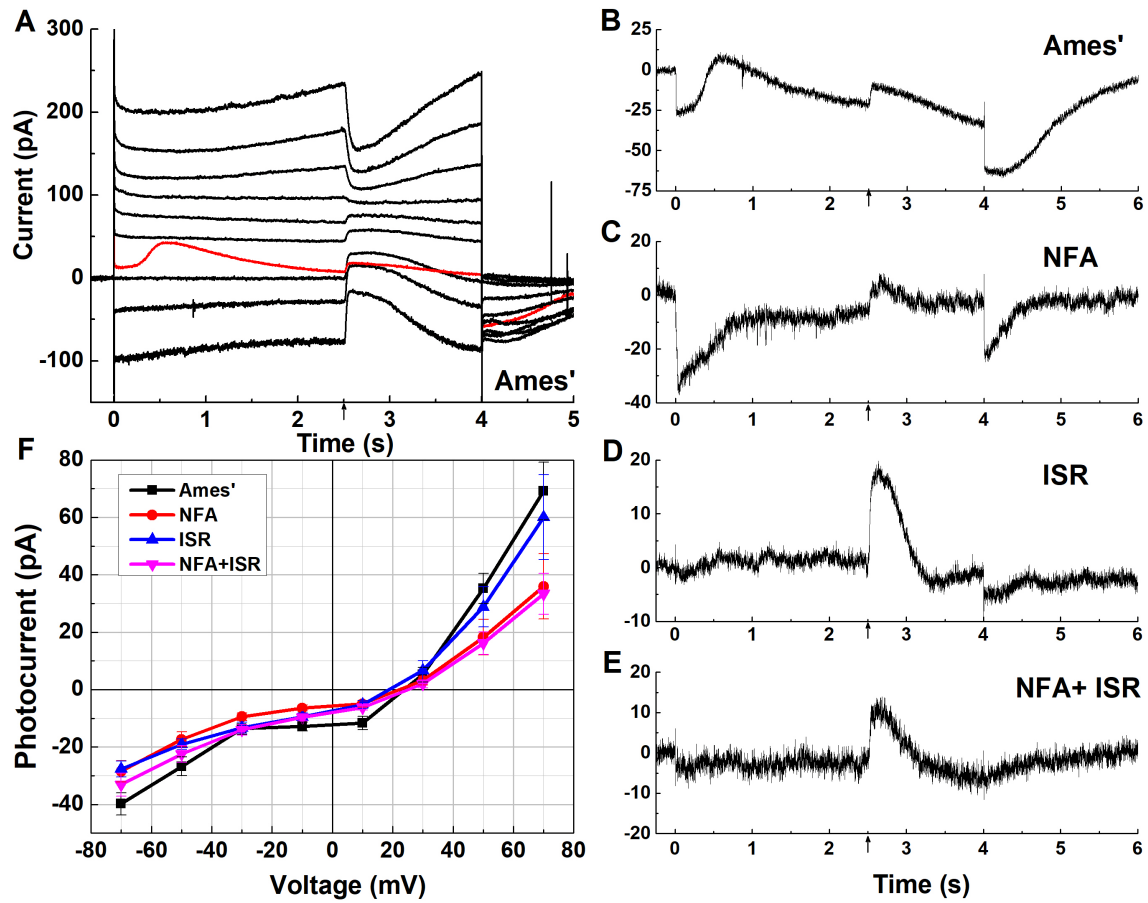 A
300
200
100
0
-100
Current (pA)
0 1 2 3 4 5
Time (s)
Ames'
B
Ames'
25
0
-25
-50
-75
0 1 2 3 4 5 6
C
NFA
20
0
-20
-40
0 1 2 3 4 5 6
D
ISR
20
10
0
-10
0 1 2 3 4 5 6
E
NFA+ ISR
20
10
0
-10
-20
0 1 2 3 4 5 6
Time (s)
F
80
60
40
20
0
-20
-40
Photocurrent (pA)
Ames'
NFA
ISR
NFA+ISR
-80 -60 -40 -20 0 20 40 60 80
Voltage (mV)